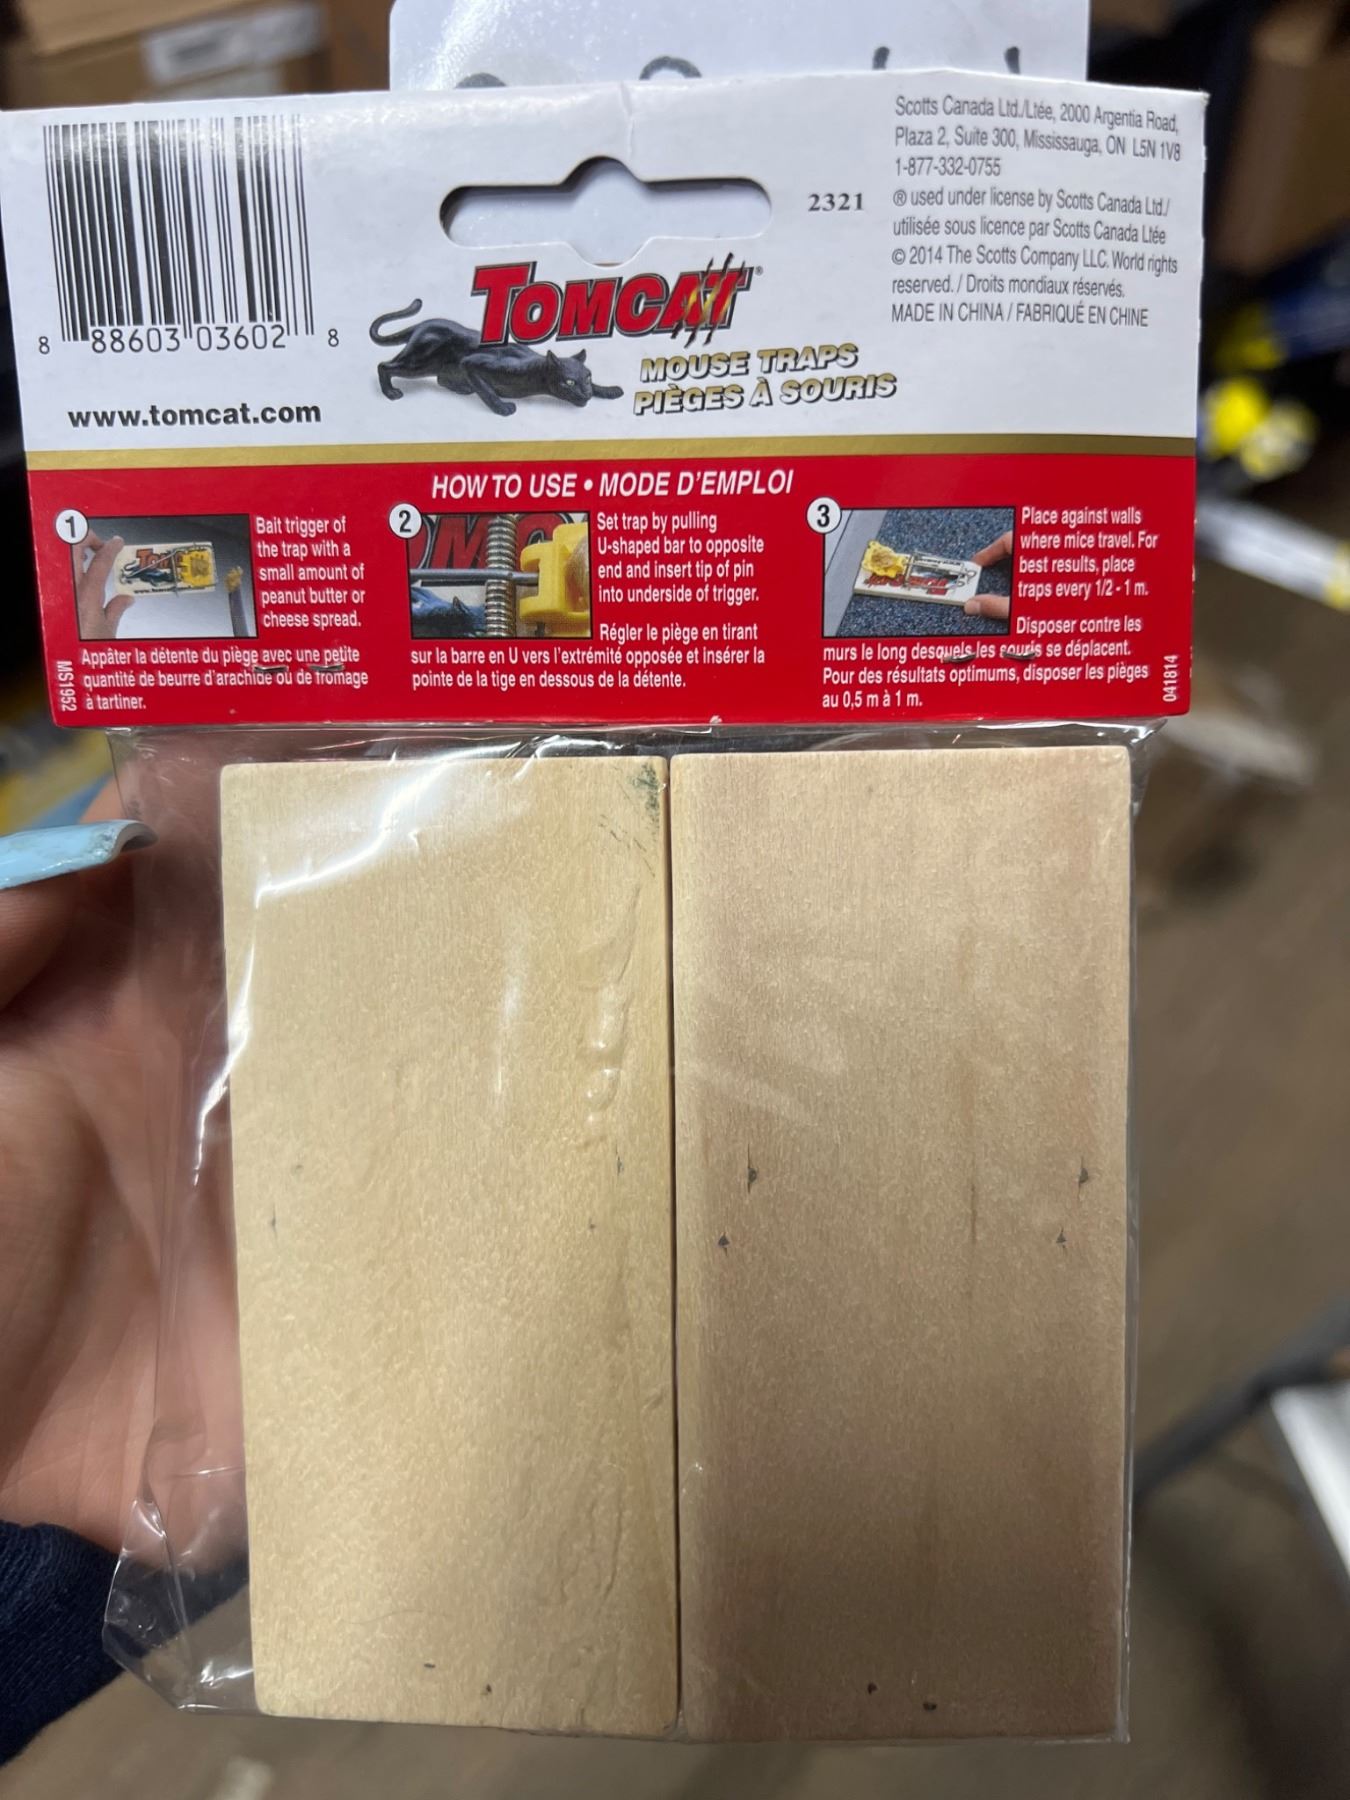 Scotts Canada Ltd./Ltée, 2000 Argentia Road,
Plaza 2, Suite 300, Mississauga, ON L5N 1V8
1-877-332-0755
® used under license by Scotts Canada Ltd./
utilisée sous licence par Scotts Canada Ltée
© 2014 The Scotts Company LLC. World rights
reserved. / Droits mondiaux réservés.
MADE IN CHINA / FABRIQUÉ EN CHINE
2321
8 88603 03602 8
www.tomcat.com
TOMCAT®
MOUSE TRAPS
PIÈGES À SOURIS
HOW TO USE • MODE D'EMPLOI
1
Bait trigger of
the trap with a
small amount of
peanut butter or
cheese spread.
Appâter la détente du piège avec une petite
quantité de beurre d'arachide ou de fromage
à tartiner.
2
Set trap by pulling
U-shaped bar to opposite
end and insert tip of pin
into underside of trigger.
Régler le piège en tirant
sur la barre en U vers l'extrémité opposée et insérer la
pointe de la tige en dessous de la détente.
3
Place against walls
where mice travel. For
best results, place
traps every 1/2 - 1 m.
Disposer contre les
murs le long desquels les souris se déplacent.
Pour des résultats optimums, disposer les pièges
au 0,5 m à 1 m.
MS1952
041814